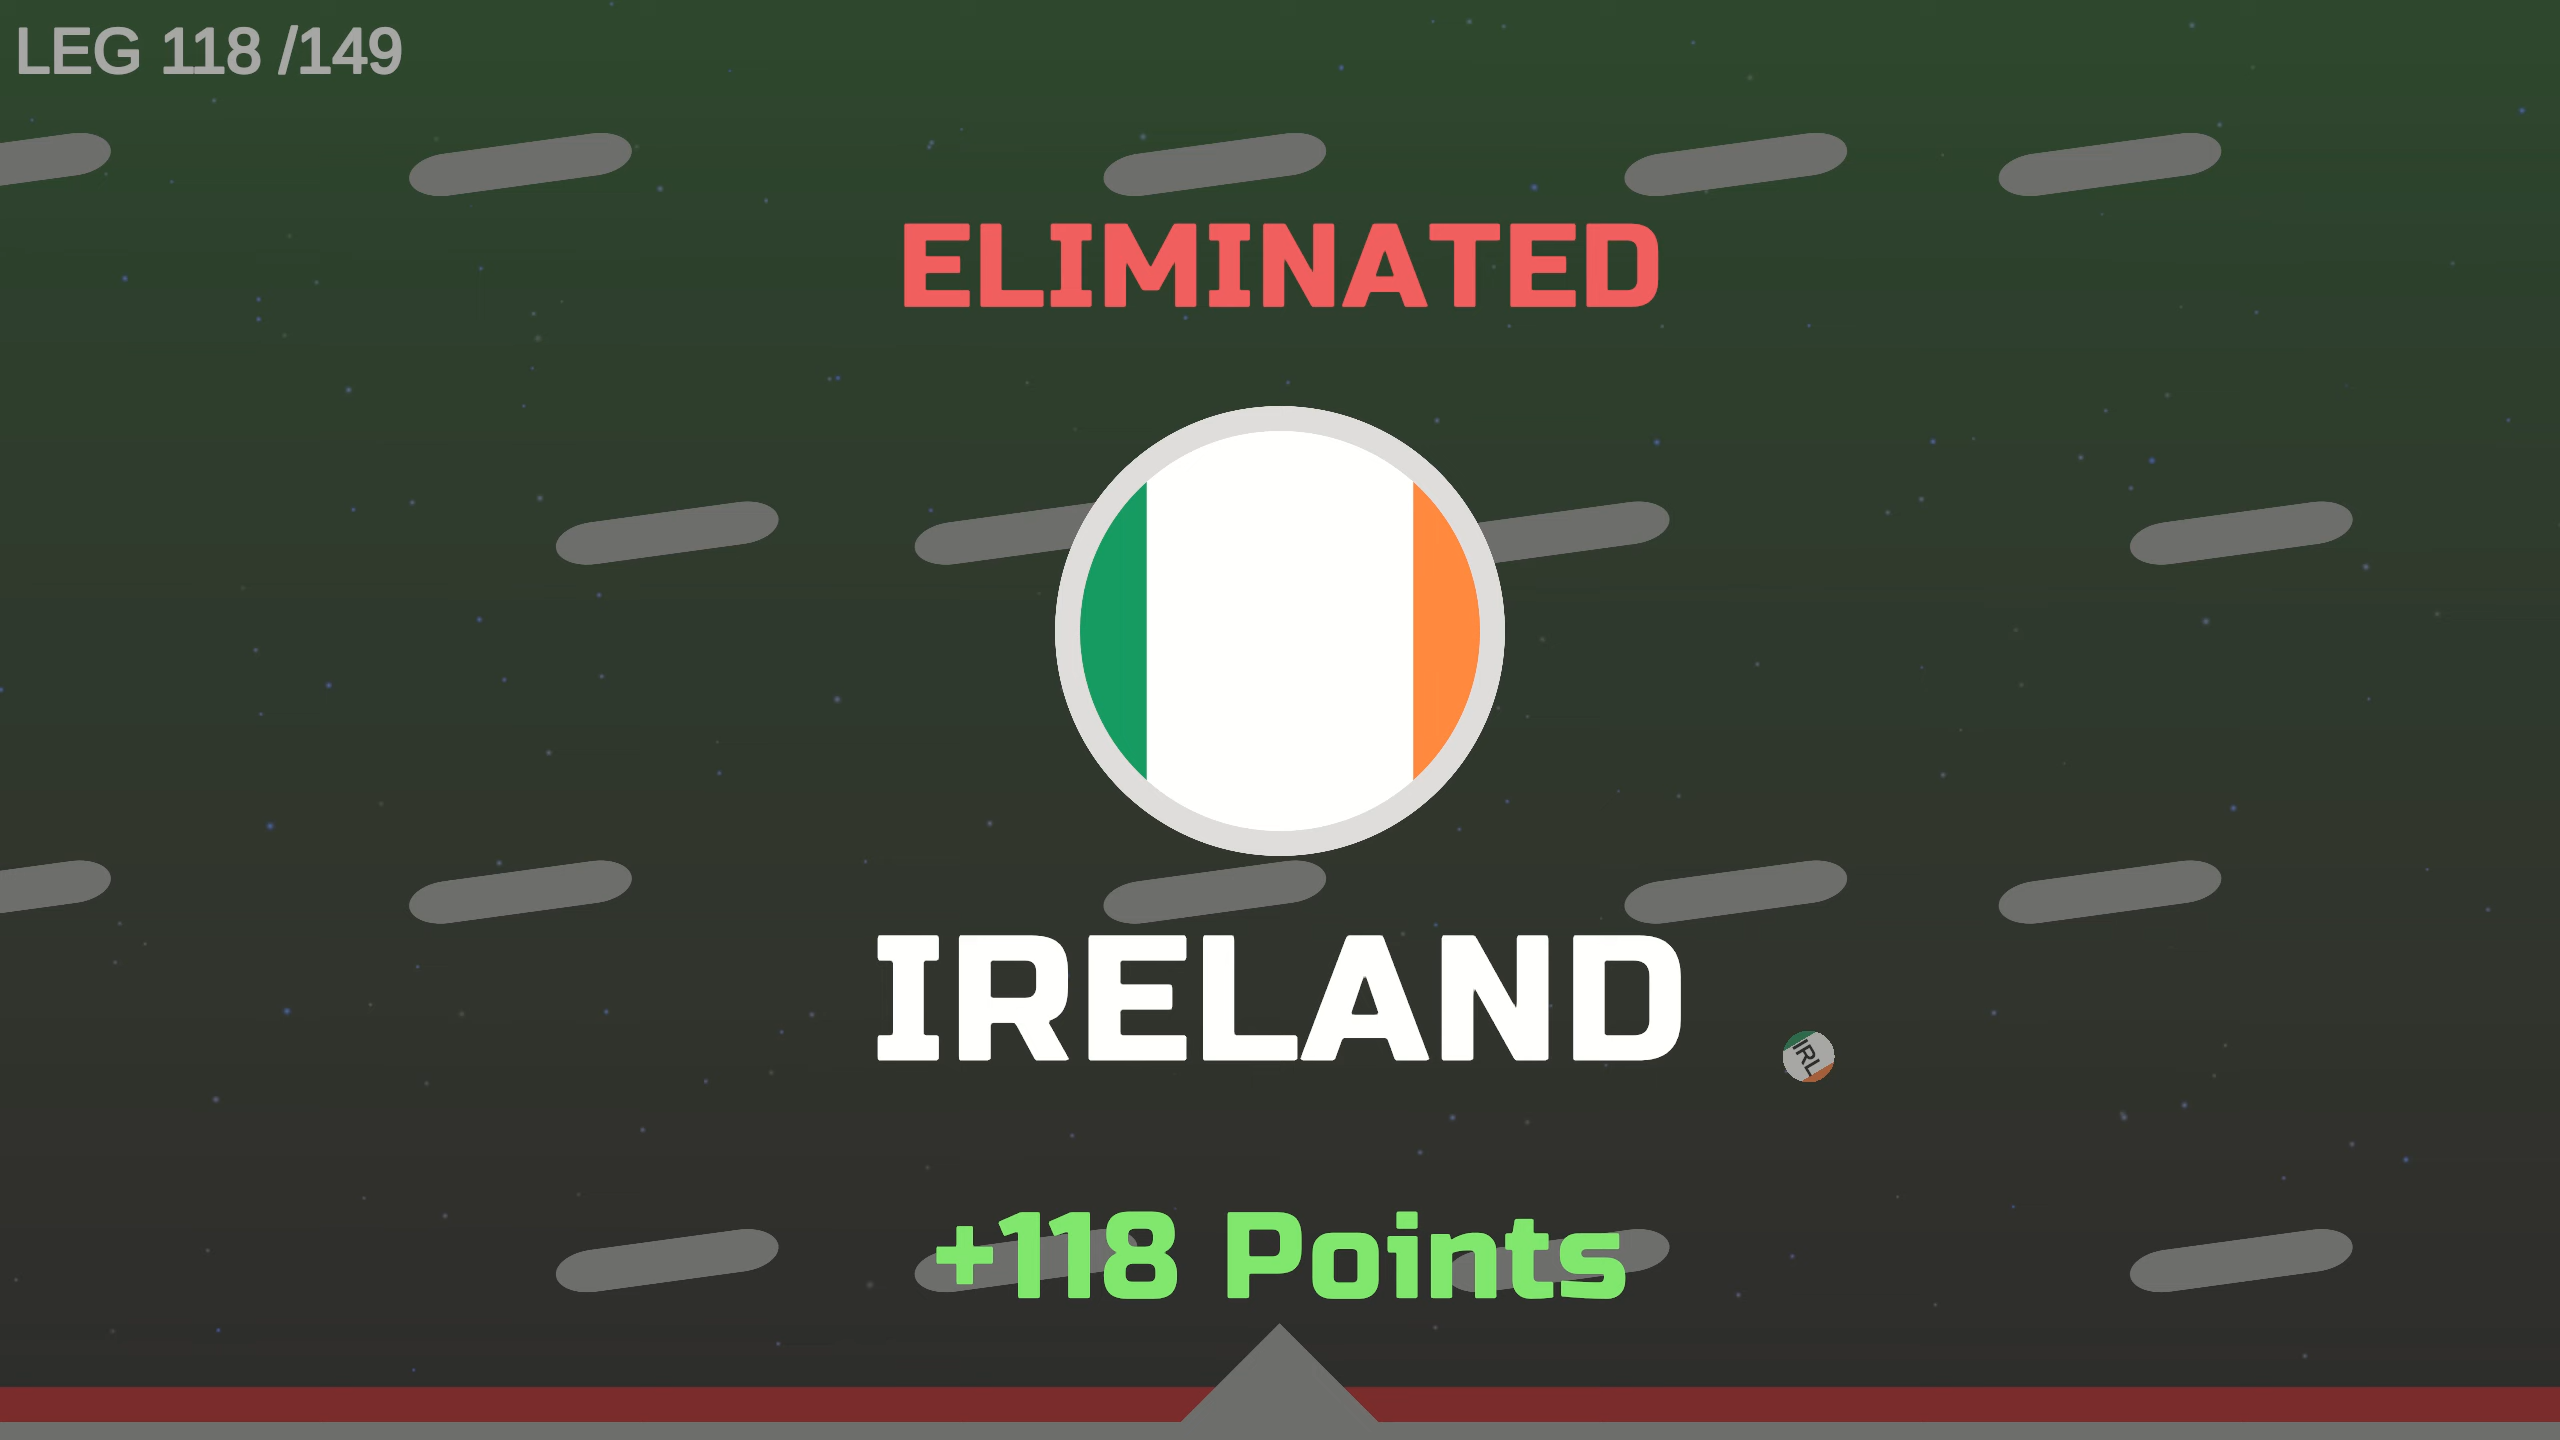 LEG 118 /149
ELIMINATED
IRELAND
IRL
+118 Points